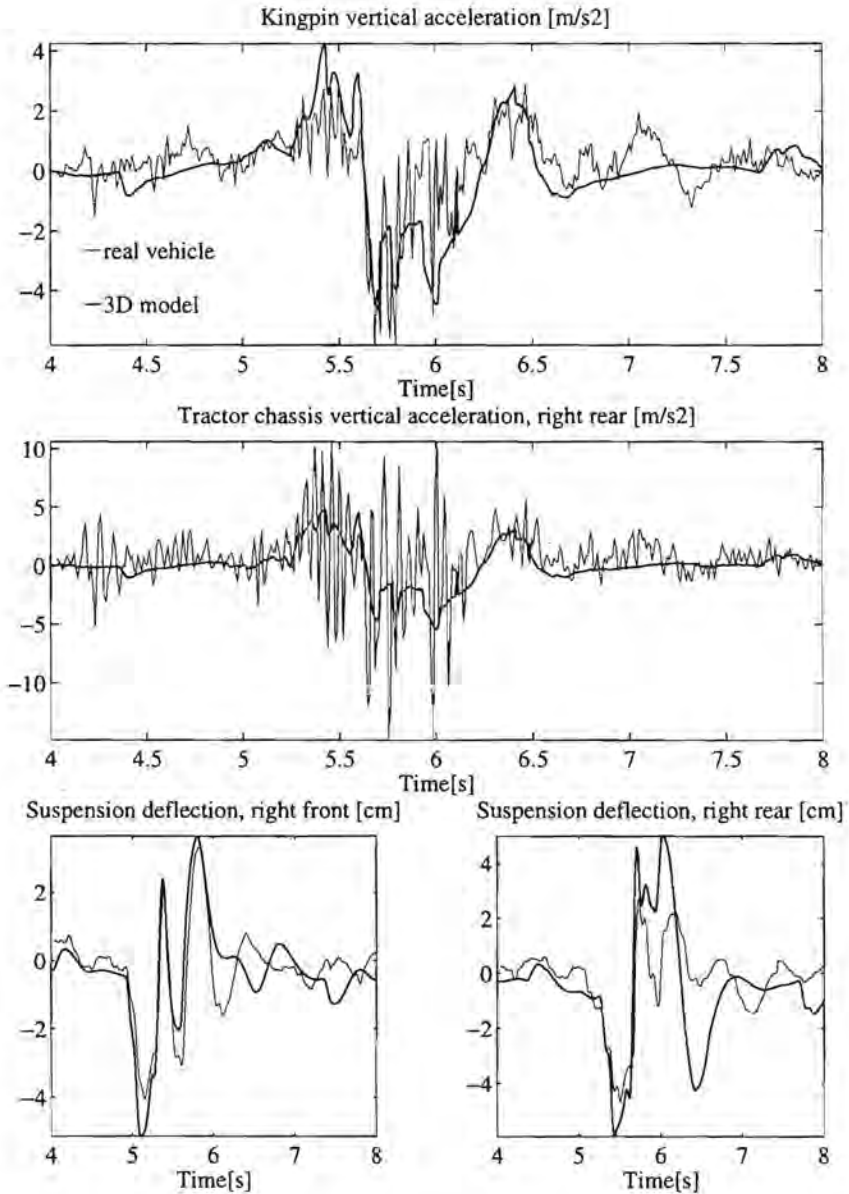 Kingpin vertical acceleration [m/s2]
4
2
0
−2
−4
—real vehicle
—3D model
4 4.5 5 5.5 6 6.5 7 7.5 8
Time[s]
Tractor chassis vertical acceleration, right rear [m/s2]
10
5
0
−5
−10
4 4.5 5 5.5 6 6.5 7 7.5 8
Time[s]
Suspension deflection, right front [cm]
2
0
−2
−4
4 5 6 7 8
Time[s]
Suspension deflection, right rear [cm]
4
2
0
−2
−4
4 5 6 7 8
Time[s]